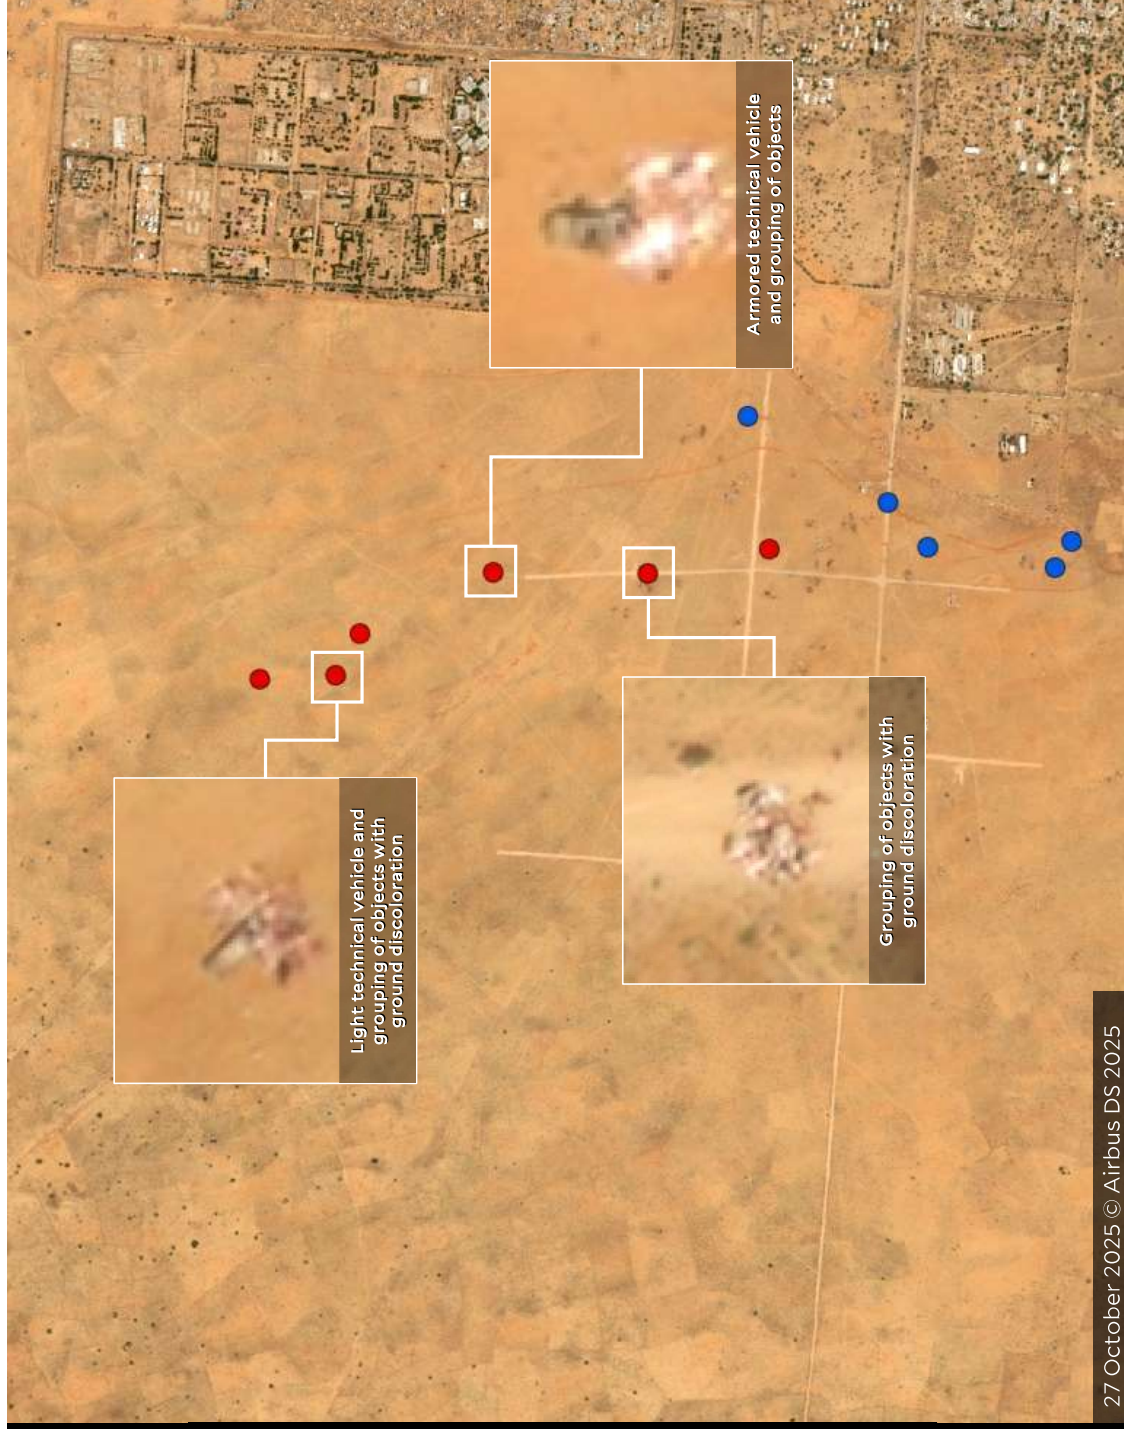 Armored technical vehicle
and grouping of objects
Light technical vehicle and
grouping of objects with
ground discoloration
Grouping of objects with
ground discoloration
27 October 2025 © Airbus DS 2025